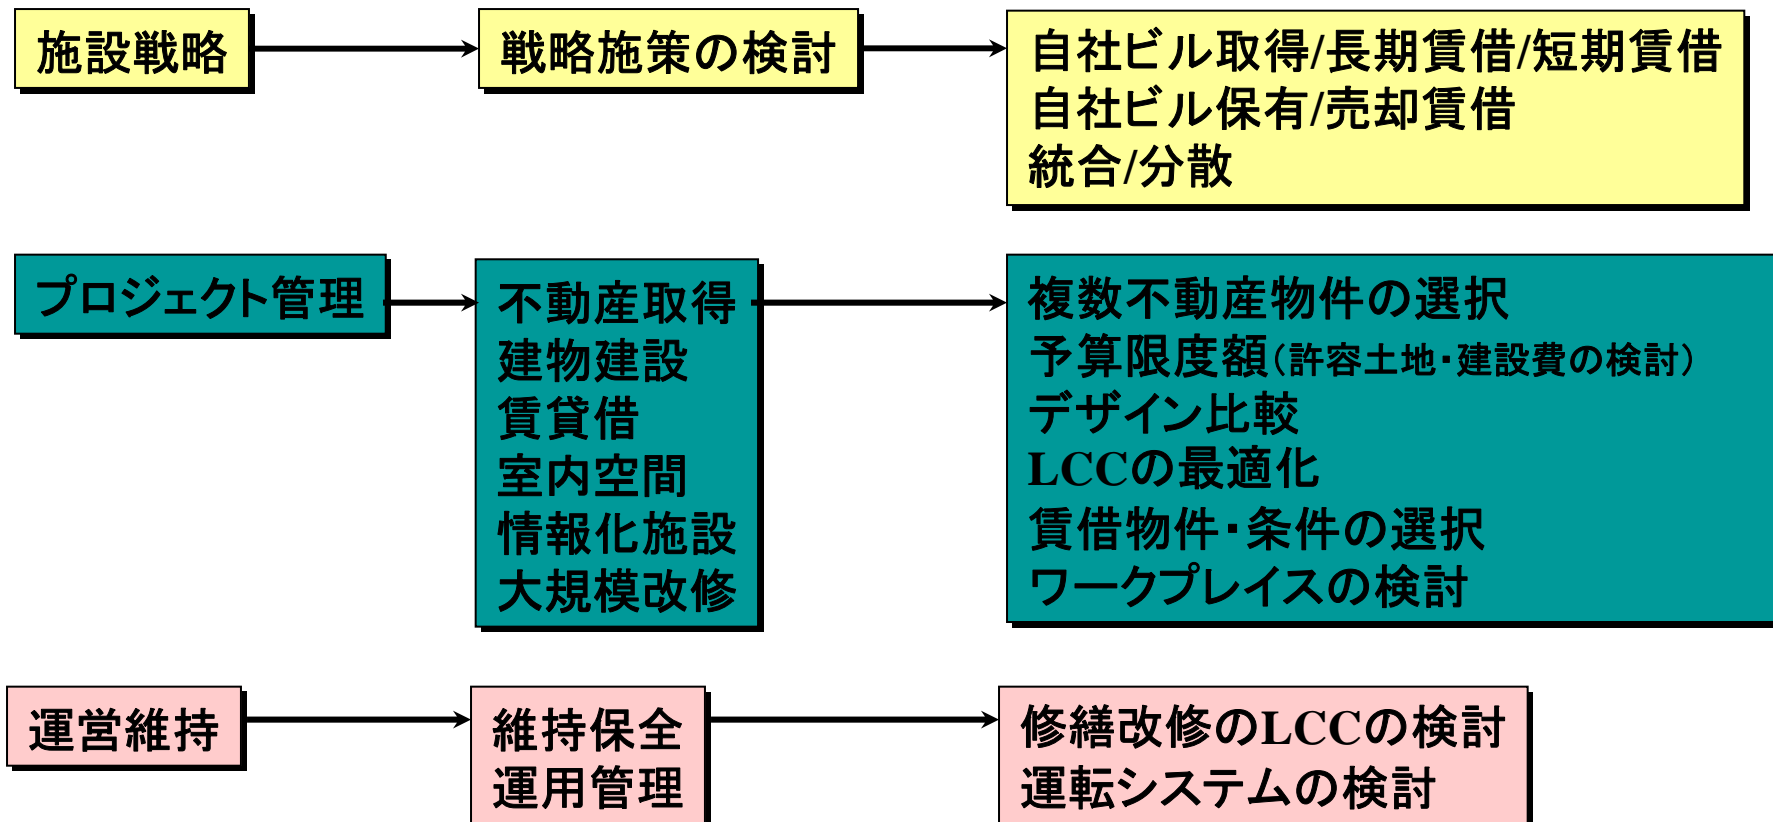 施設戦略
戦略施策の検討
自社ビル取得/長期賃借/短期賃借
自社ビル保有/売却賃借
統合/分散
プロジェクト管理
不動産取得
建物建設
賃貸借
室内空間
情報化施設
大規模改修
複数不動産物件の選択
予算限度額(許容土地・建設費の検討)
デザイン比較
LCCの最適化
賃借物件・条件の選択
ワークプレイスの検討
運営維持
維持保全
運用管理
修繕改修のLCCの検討
運転システムの検討